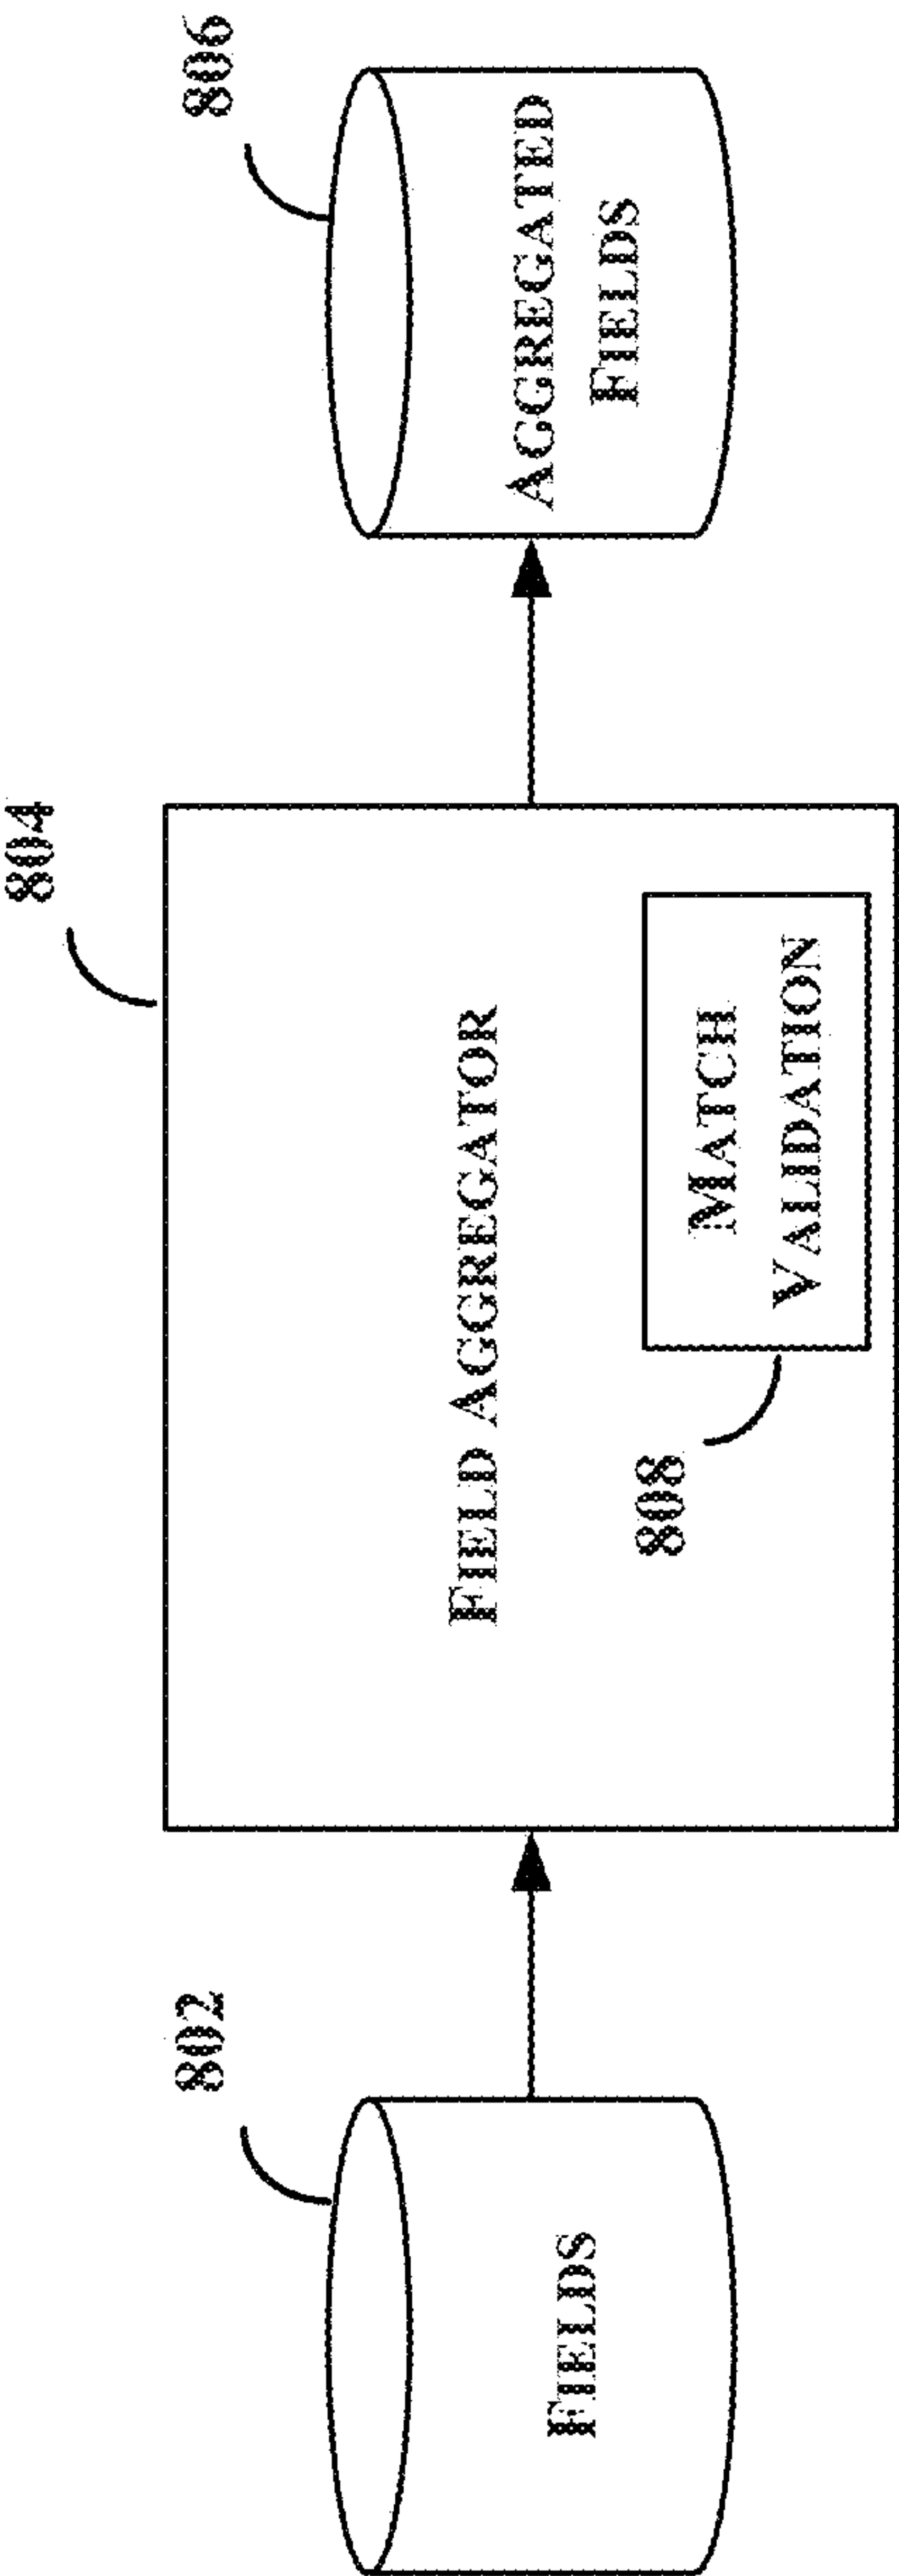 802
FIELDS
804
FIELD AGGREGATOR
808
MATCH
VALIDATION
806
AGGREGATED
FIELDS